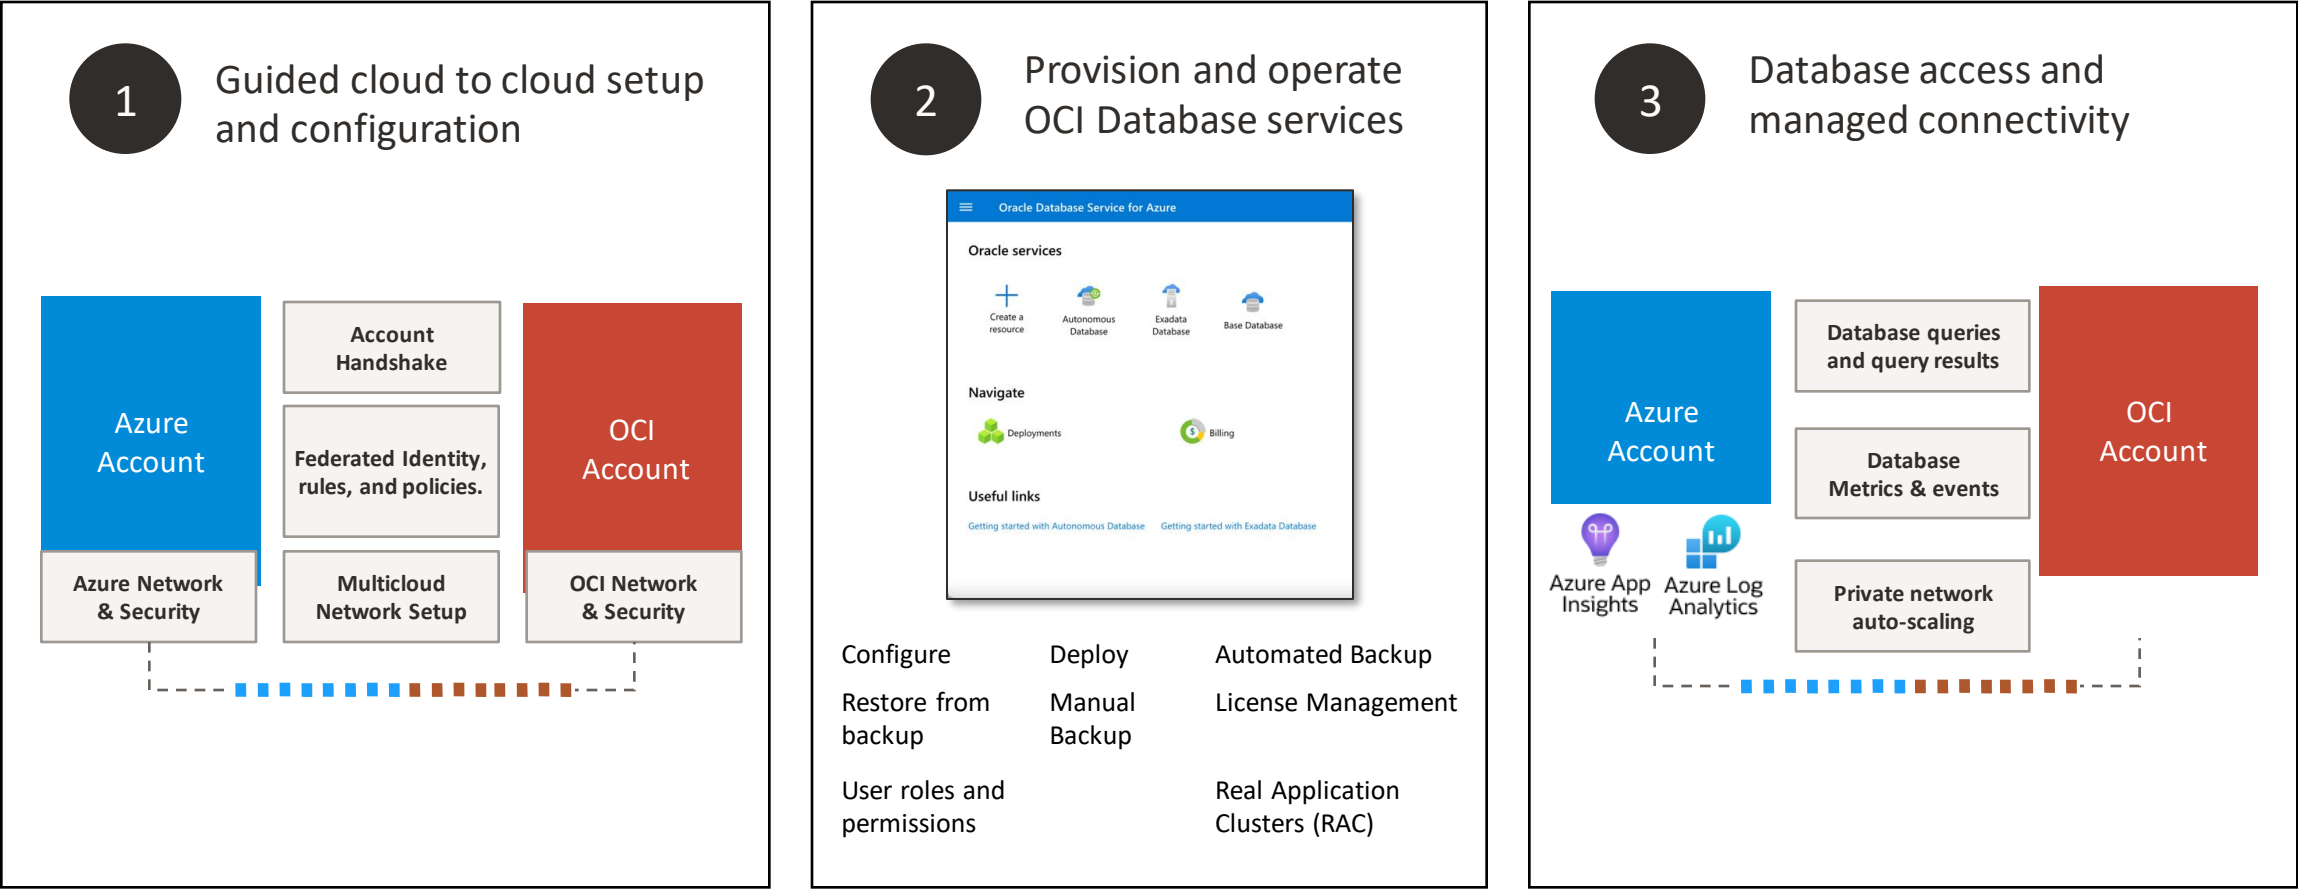 1
Guided cloud to cloud setup
and configuration
Azure
Account
Account
Handshake
Federated Identity,
rules, and policies.
OCI
Account
Azure Network
& Security
Multicloud
Network Setup
OCI Network
& Security
2
Provision and operate
OCI Database services
Oracle Database Service for Azure
Oracle services
Create a
resource
Autonomous
Database
Exadata
Database
Base Database
Navigate
Deployments
$
Billing
Useful links
Getting started with Autonomous Database
Getting started with Exadata Database
Configure
Deploy
Automated Backup
Restore from
backup
Manual
Backup
License Management
User roles and
permissions
Real Application
Clusters (RAC)
3
Database access and
managed connectivity
Azure
Account
Database queries
and query results
Database
Metrics & events
OCI
Account
Azure App
Insights
Azure Log
Analytics
Private network
auto-scaling